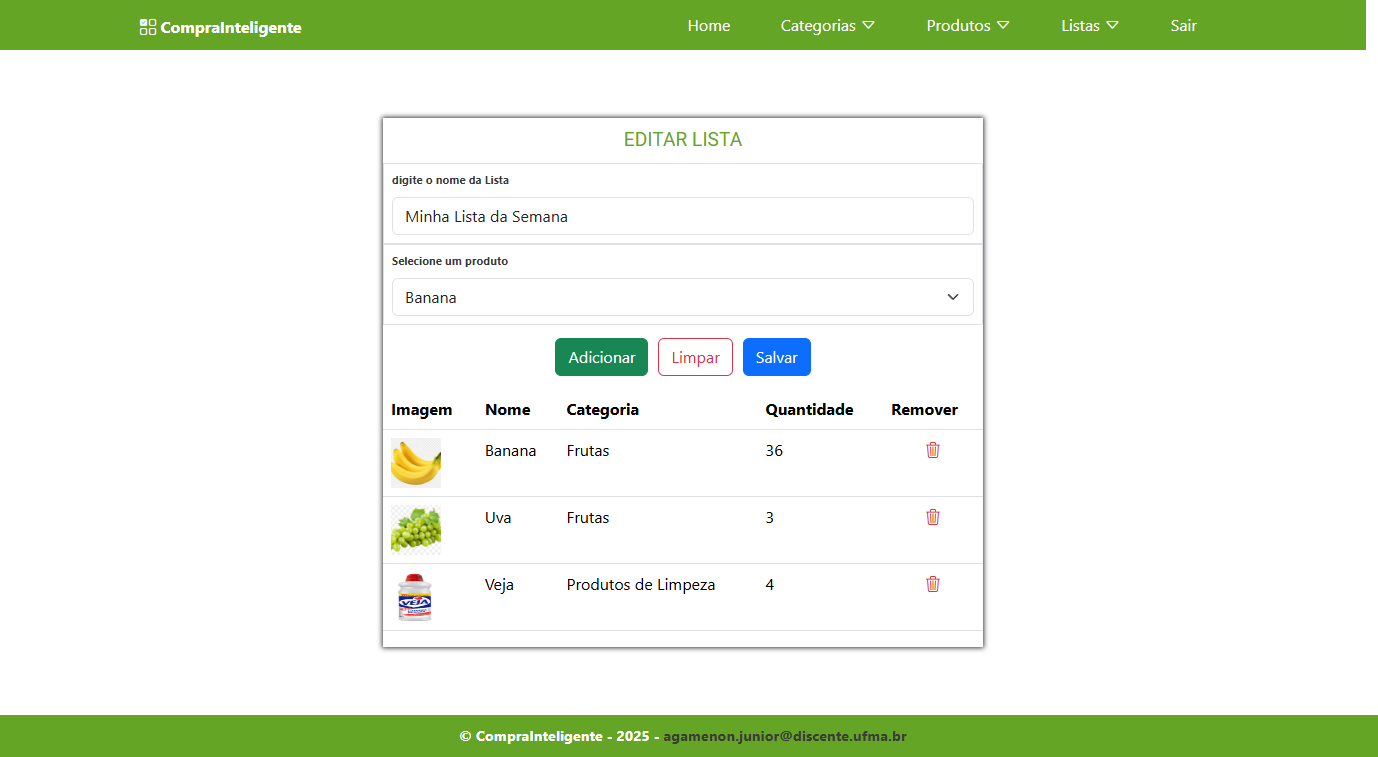 CompraInteligente Home Categorias Produtos Listas Sair
EDITAR LISTA
digite o nome da Lista
Minha Lista da Semana
Selecione um produto
Banana
Adicionar Limpar Salvar
Imagem Nome Categoria Quantidade Remover
Banana Frutas 36
Uva Frutas 3
VEJA Veja Produtos de Limpeza 4
© CompraInteligente - 2025 - agamenon.junior@discente.ufma.br